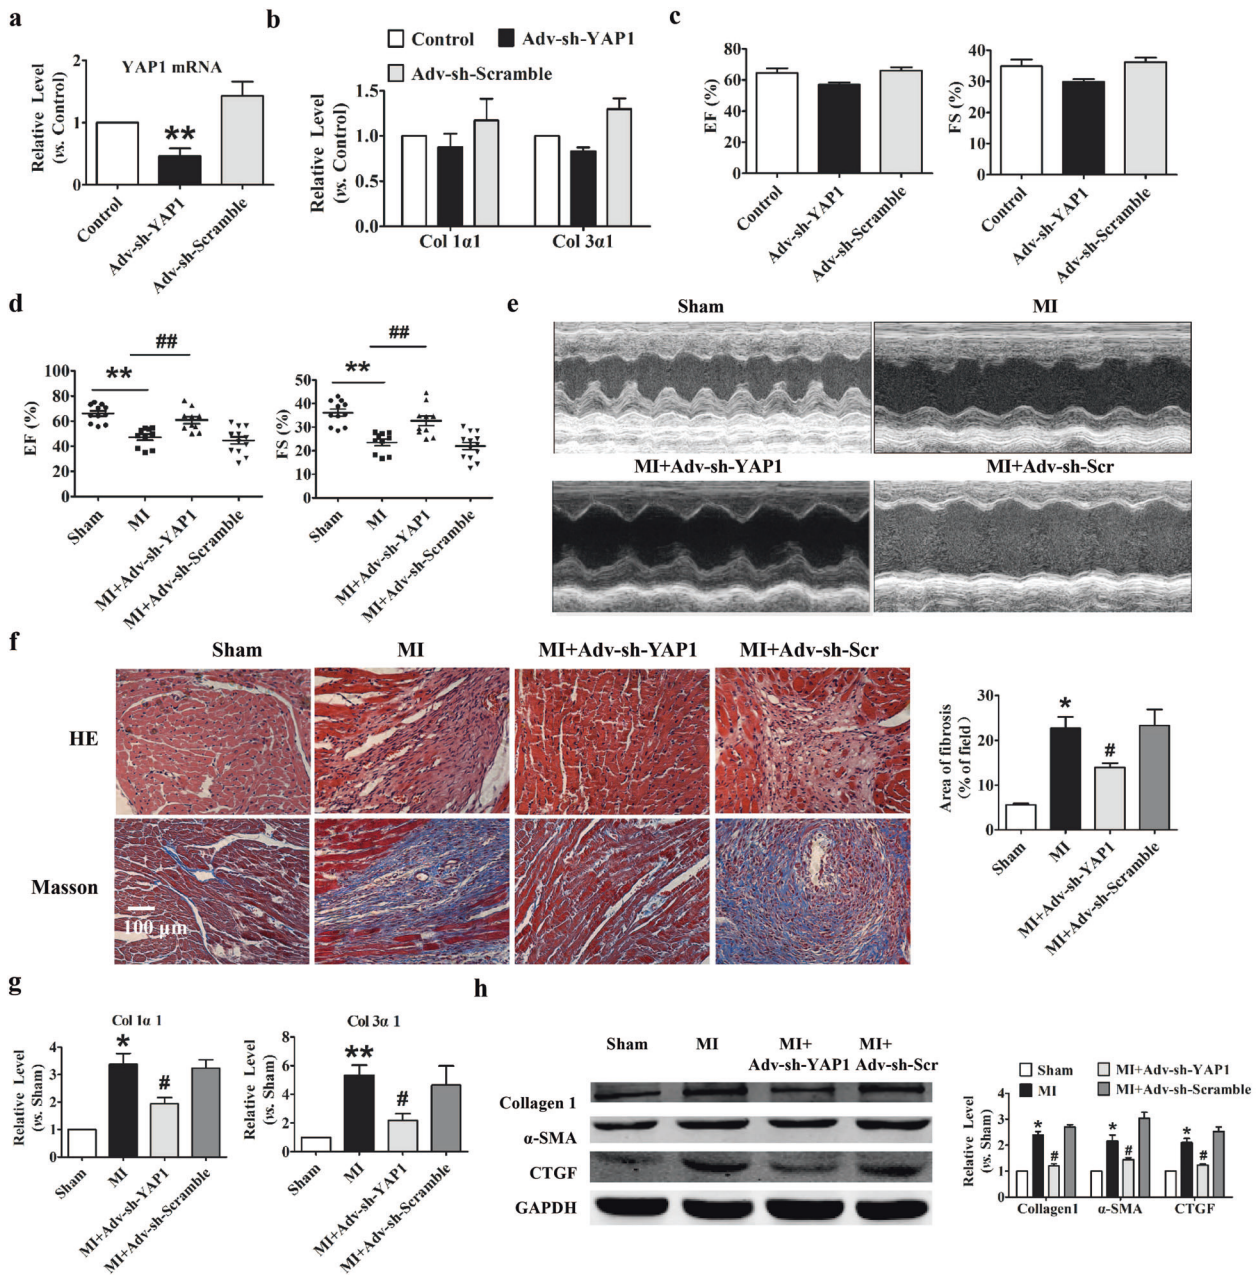 a
YAP1 mRNA
Relative Level
(vs. Control)
2
1
0
**
Control
Adv-sh-YAP1
Adv-sh-Scramble
b
Control
Adv-sh-YAP1
Adv-sh-Scramble
Relative Level
(vs. Control)
1.5
1.0
0.5
0.0
Col 1α1
Col 3α1
c
EF (%)
80
60
40
20
0
Control
Adv-sh-YAP1
Adv-sh-Scramble
FS (%)
40
30
20
10
0
Control
Adv-sh-YAP1
Adv-sh-Scramble
d
EF (%)
100
80
60
40
20
0
**
##
Sham
MI
MI+Adv-sh-YAP1
MI+Adv-sh-Scramble
FS (%)
50
40
30
20
10
0
**
##
Sham
MI
MI+Adv-sh-YAP1
MI+Adv-sh-Scramble
e
Sham
MI
MI+Adv-sh-YAP1
MI+Adv-sh-Scr
f
Sham
MI
MI+Adv-sh-YAP1
MI+Adv-sh-Scr
HE
Masson
100 μm
Area of fibrosis
(% of field)
30
20
10
0
*
#
Sham
MI
MI+Adv-sh-YAP1
MI+Adv-sh-Scramble
g
Col 1α 1
Relative Level
(vs. Sham)
4
3
2
1
0
*
#
Sham
MI
MI+Adv-sh-YAP1
MI+Adv-sh-Scramble
Col 3α 1
Relative Level
(vs. Sham)
8
6
4
2
0
**
#
Sham
MI
MI+Adv-sh-YAP1
MI+Adv-sh-Scramble
h
Sham
MI
MI+
Adv-sh-YAP1
MI+
Adv-sh-Scr
Collagen 1
α-SMA
CTGF
GAPDH
Sham
MI
MI+Adv-sh-YAP1
MI+Adv-sh-Scramble
Relative Level
(vs. Sham)
4
3
2
1
0
*
#
*
#
*
#
Collagen1
α-SMA
CTGF